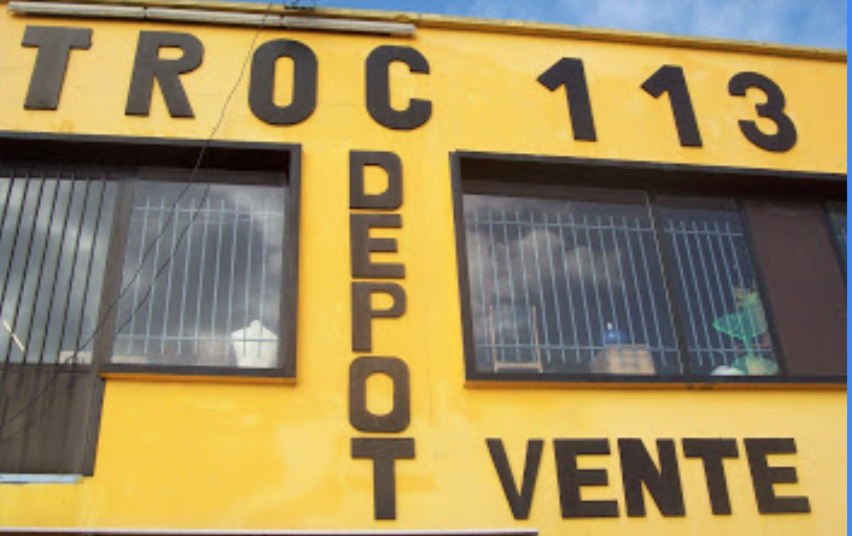 TROC 113
DEPOT
VENTE